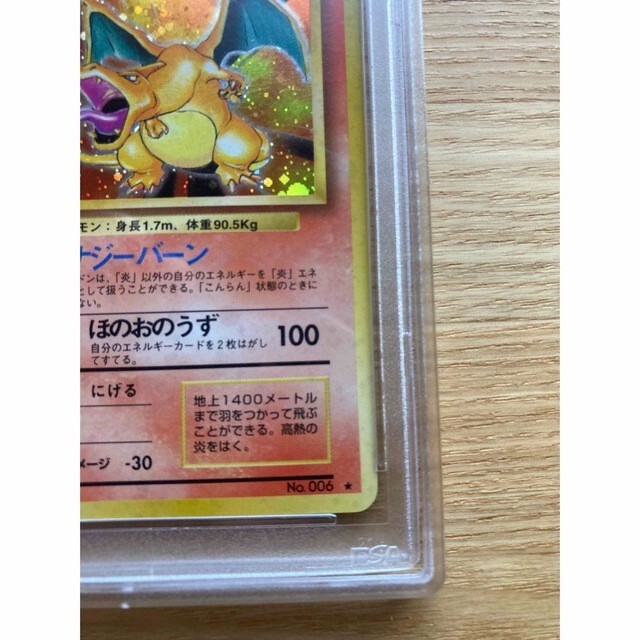 モン：身長1.7m、体重90.5Kg
ナジーバーン
ドンは、「炎」以外の自分のエネルギーを「炎」エネ
として扱うことができる。「こんらん」状態のときに
ない。
ほのおのうず 100
自分のエネルギーカードを２枚はがし
てすてる。
にげる
メージ -30
地上1400メートル
まで羽をつかって飛ぶ
ことができる。高熱の
炎をはく。
No. 006 ★
PSA